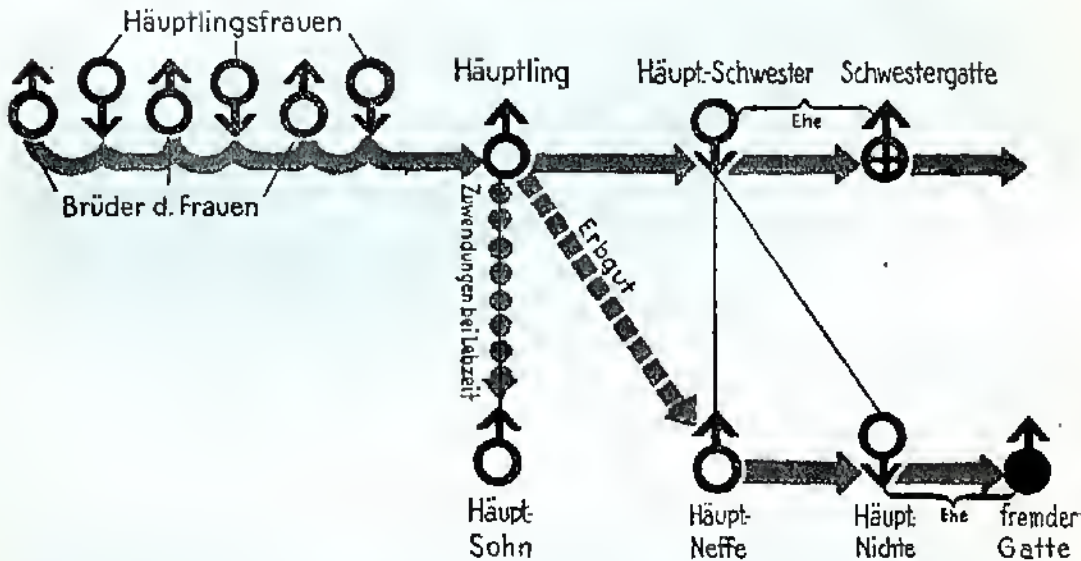 Häuptlingsfrauen
Häuptling
Häupt.-Schwester
Schwestergatte
Ehe
Brüder d. Frauen
Zuwendungen bei Lebzeit
Erbgut
Häupt-
Sohn
Häupt-
Neffe
Häupt.
Nichte
Ehe
fremder
Gatte